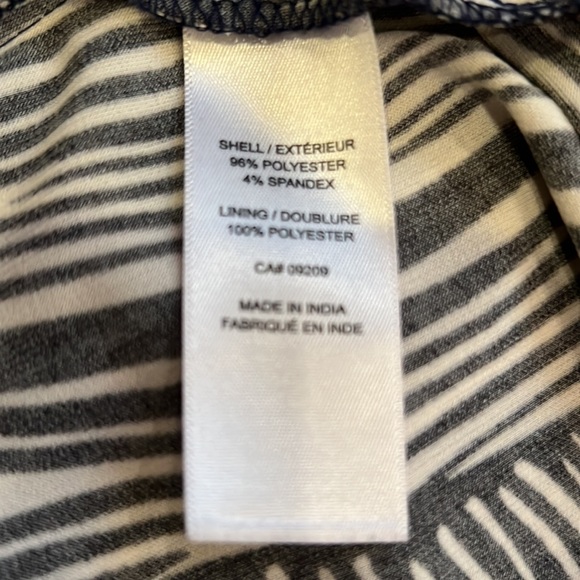 SHELL / EXTÉRIEUR
96% POLYESTER
4% SPANDEX
LINING / DOUBLURE
100% POLYESTER
CA# 09209
MADE IN INDIA
FABRIQUÉ EN INDE